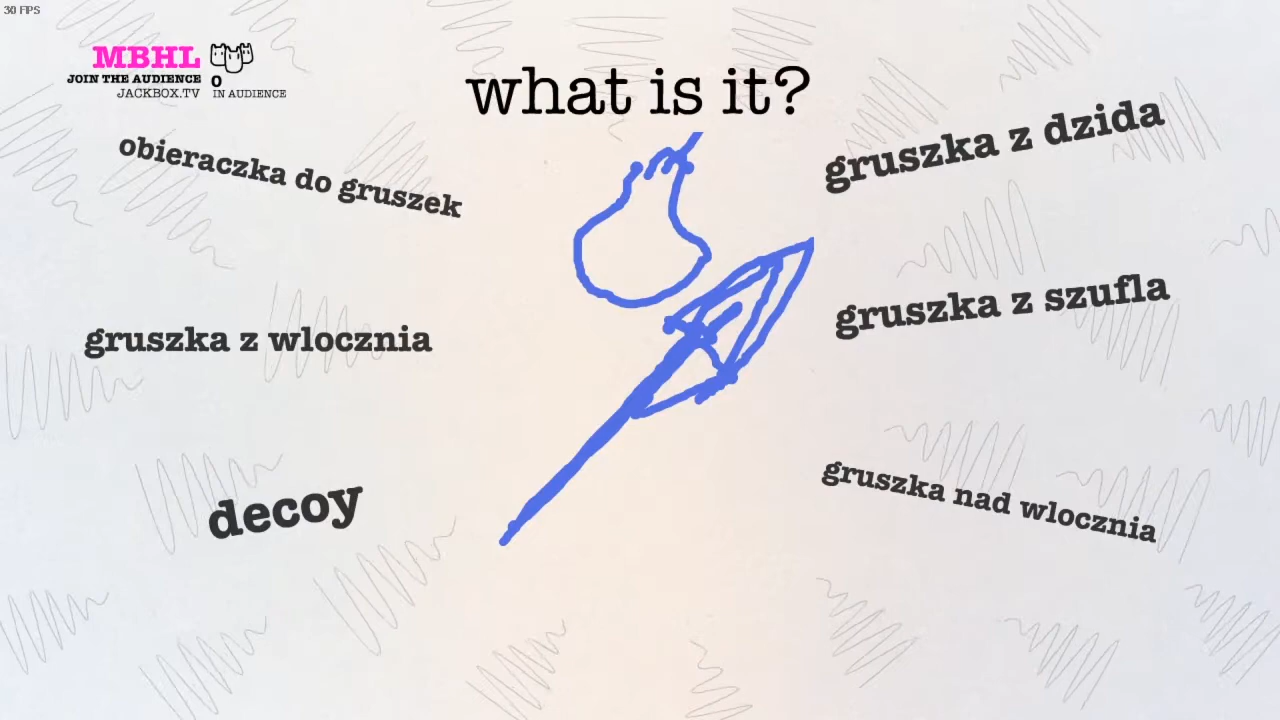 30 FPS
MBHL
JOIN THE AUDIENCE
JACKBOX.TV
0
IN AUDIENCE
what is it?
obieraczka do gruszek
gruszka z dzida
gruszka z wlocznia
gruszka z szufla
decoy
gruszka nad wlocznia